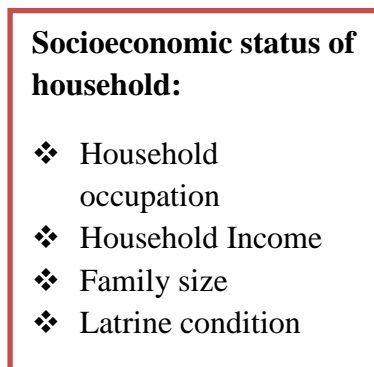 Socioeconomic status of
household:
❖ Household
occupation
❖ Household Income
❖ Family size
❖ Latrine condition